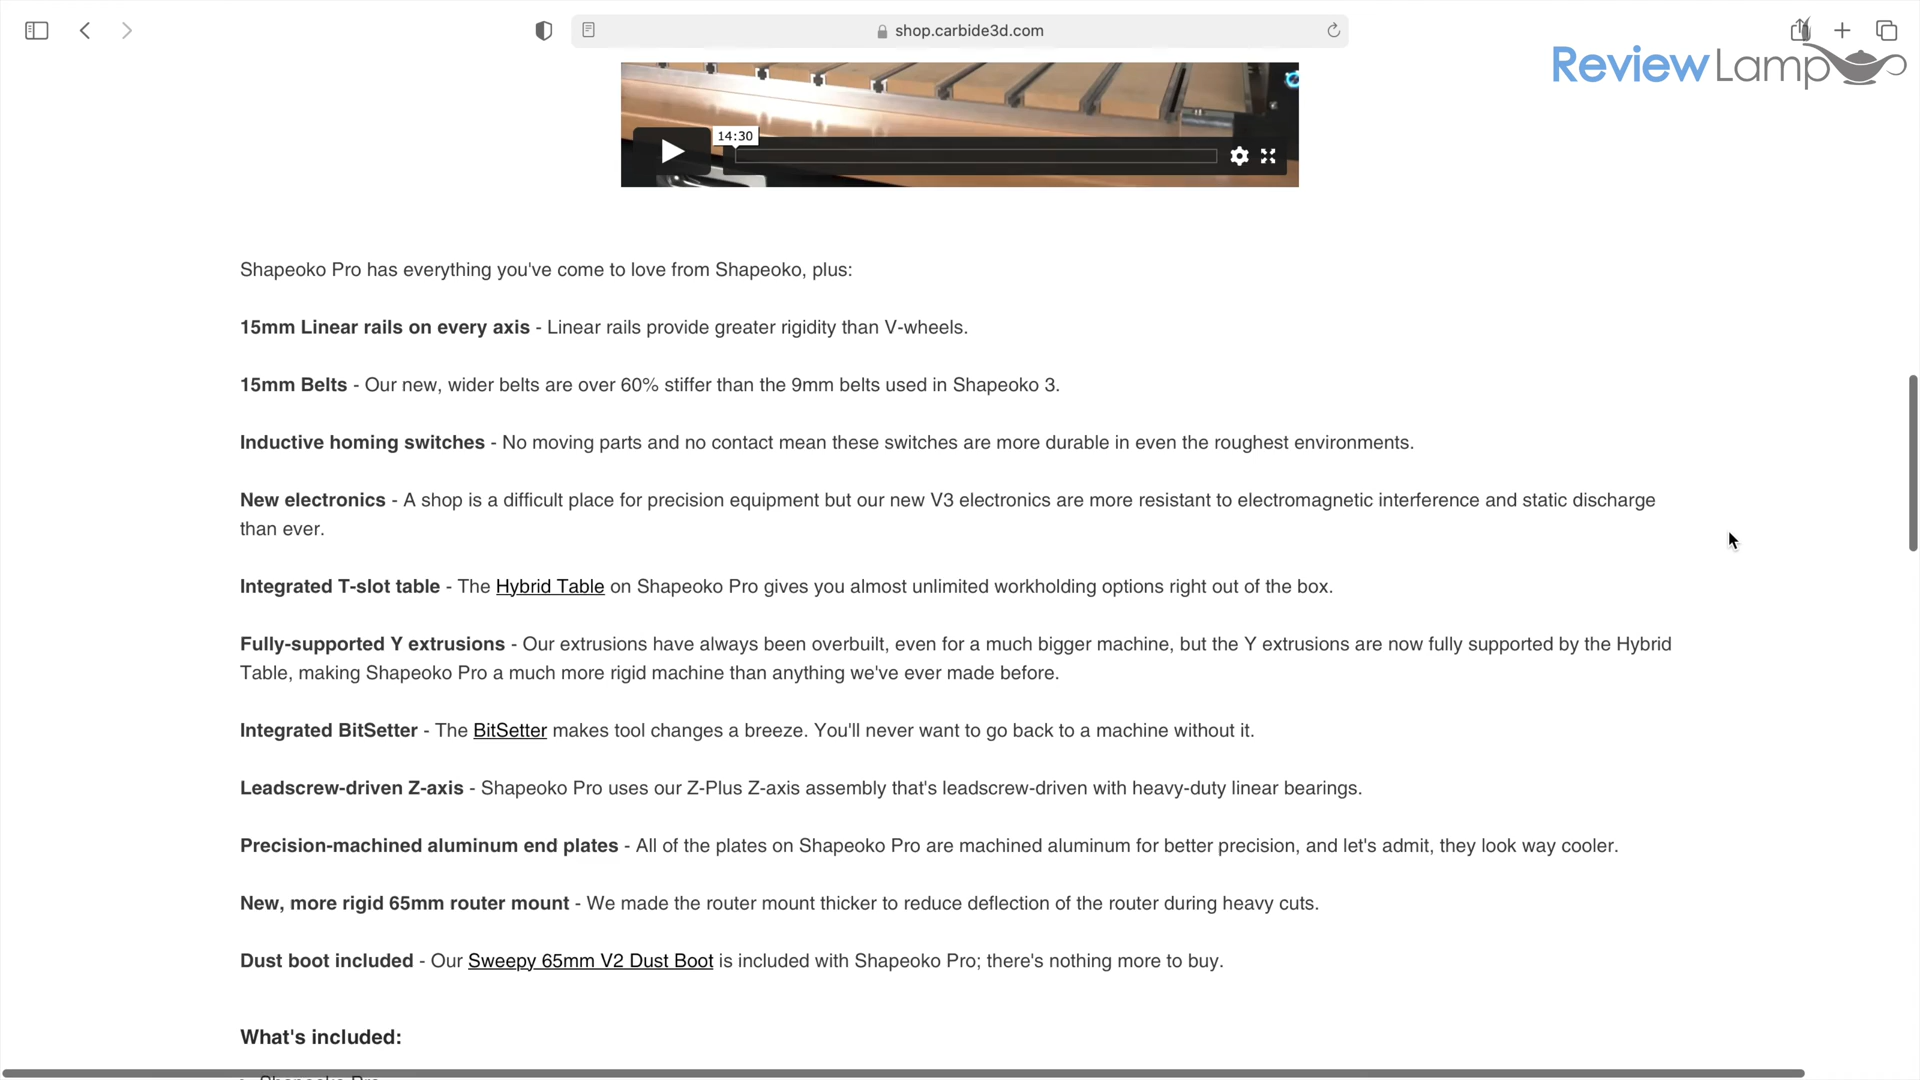 shop.carbide3d.com
ReviewLamp
14:30
Shapeoko Pro has everything you've come to love from Shapeoko, plus:
15mm Linear rails on every axis - Linear rails provide greater rigidity than V-wheels.
15mm Belts - Our new, wider belts are over 60% stiffer than the 9mm belts used in Shapeoko 3.
Inductive homing switches - No moving parts and no contact mean these switches are more durable in even the roughest environments.
New electronics - A shop is a difficult place for precision equipment but our new V3 electronics are more resistant to electromagnetic interference and static discharge
than ever.
Integrated T-slot table - The Hybrid Table on Shapeoko Pro gives you almost unlimited workholding options right out of the box.
Fully-supported Y extrusions - Our extrusions have always been overbuilt, even for a much bigger machine, but the Y extrusions are now fully supported by the Hybrid
Table, making Shapeoko Pro a much more rigid machine than anything we've ever made before.
Integrated BitSetter - The BitSetter makes tool changes a breeze. You'll never want to go back to a machine without it.
Leadscrew-driven Z-axis - Shapeoko Pro uses our Z-Plus Z-axis assembly that's leadscrew-driven with heavy-duty linear bearings.
Precision-machined aluminum end plates - All of the plates on Shapeoko Pro are machined aluminum for better precision, and let's admit, they look way cooler.
New, more rigid 65mm router mount - We made the router mount thicker to reduce deflection of the router during heavy cuts.
Dust boot included - Our Sweepy 65mm V2 Dust Boot is included with Shapeoko Pro; there's nothing more to buy.
What's included:
Shapeoko Pro